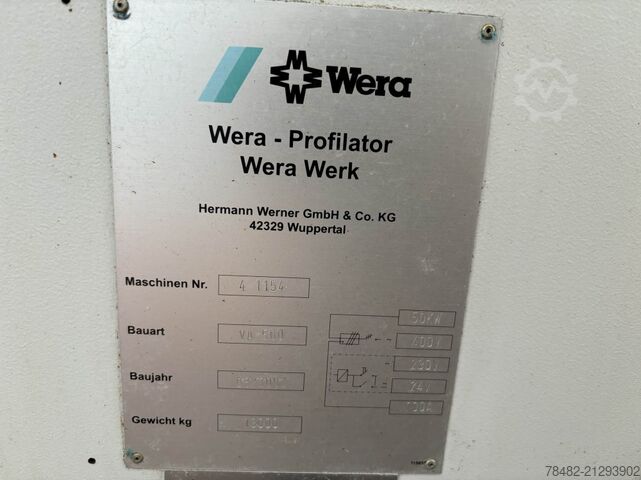 Wera
Wera - Profilator
Wera Werk
Hermann Werner GmbH & Co. KG
42329 Wuppertal
Maschinen Nr. 4 1154
Bauart
Baujahr
Gewicht kg 18000
50KW
400V
230V
24V
100A
78482-21293902